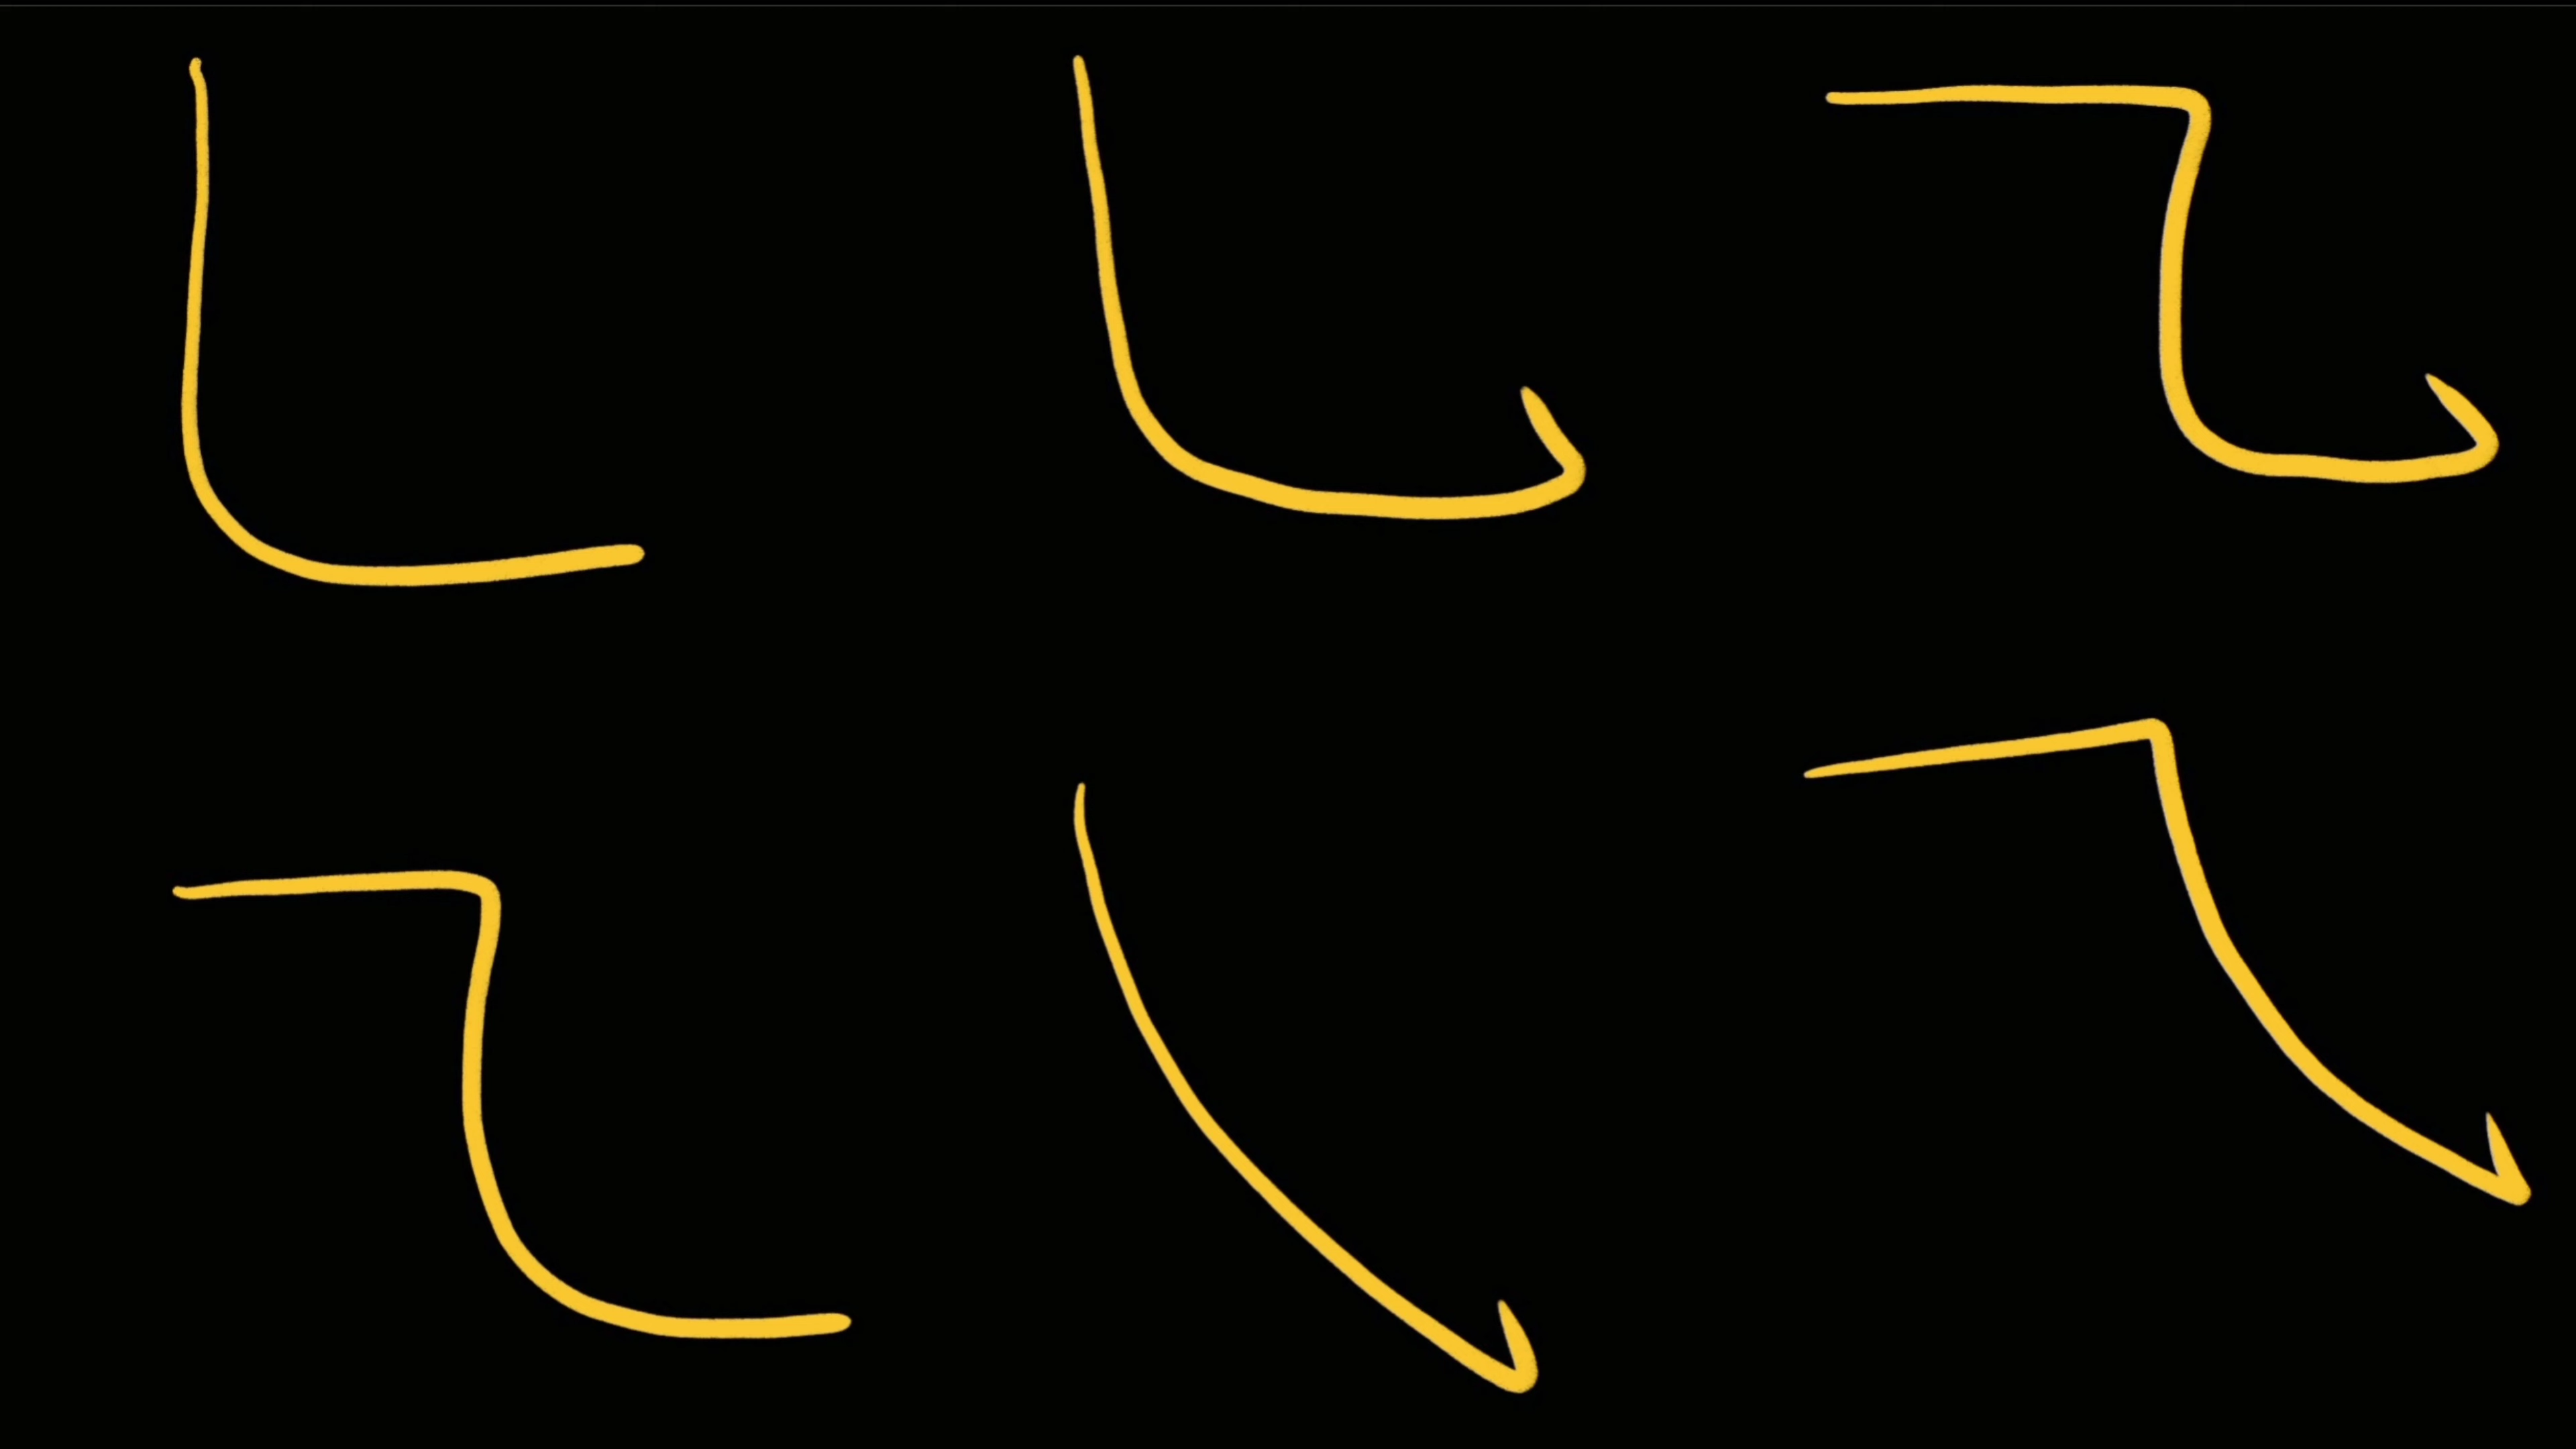 ㇄ ㇟ ㇈
㇍ ㇂ ⺄